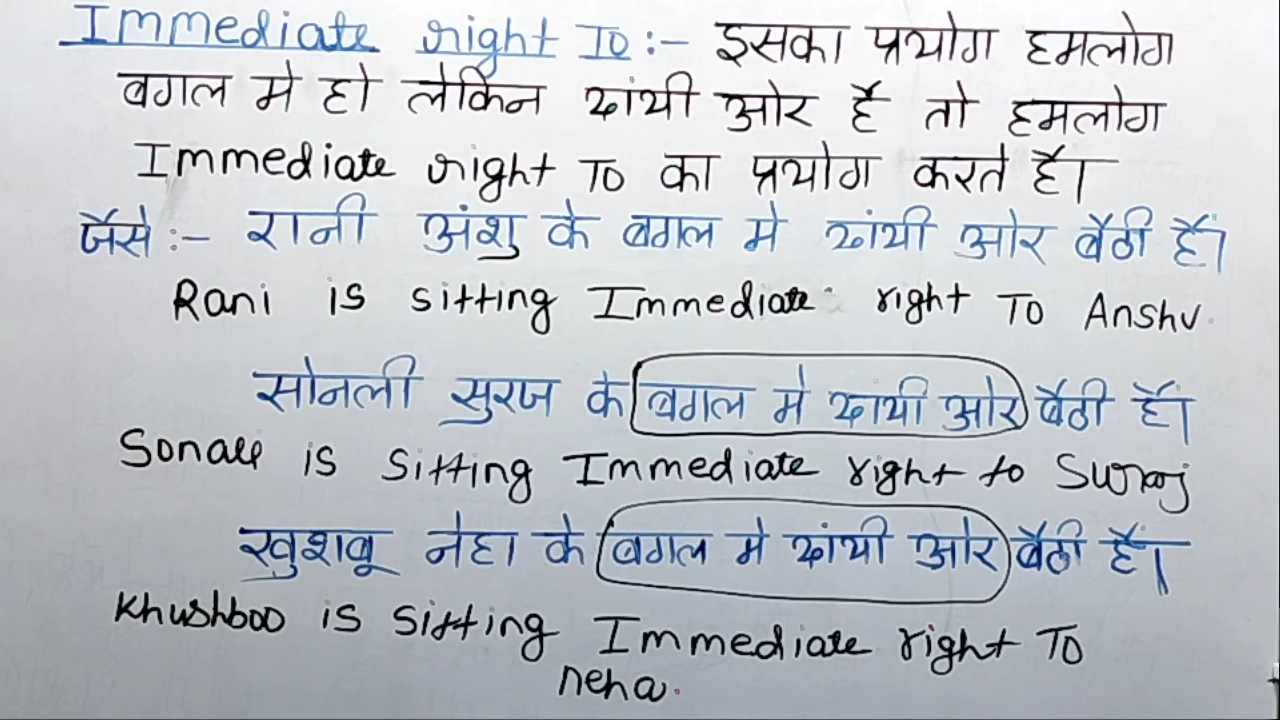 Immediate right To :- इसका प्रयोग हमलोग
बगल मे हो लेकिन दांयी ओर है तो हमलोग
Immediate right To का प्रयोग करते है।
जैसे :- रानी अंशु के बगल मे दांयी ओर बैठी है।
Rani is sitting Immediate right To Anshu.
सोनली सुरज के बगल मे दायी ओर बैठी है।
Sonali is sitting Immediate right to Suraj
खुशबू नेहा के बगल मे दांयी ओर बैठी है।
Khushboo is sitting Immediate right To
neha.